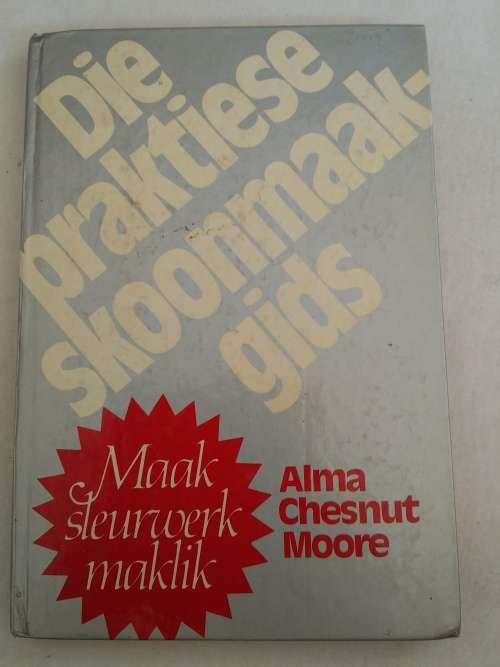 Die
praktiese
skoonmaak-
gids
Maak
sleurwerk
maklik
Alma
Chesnut
Moore